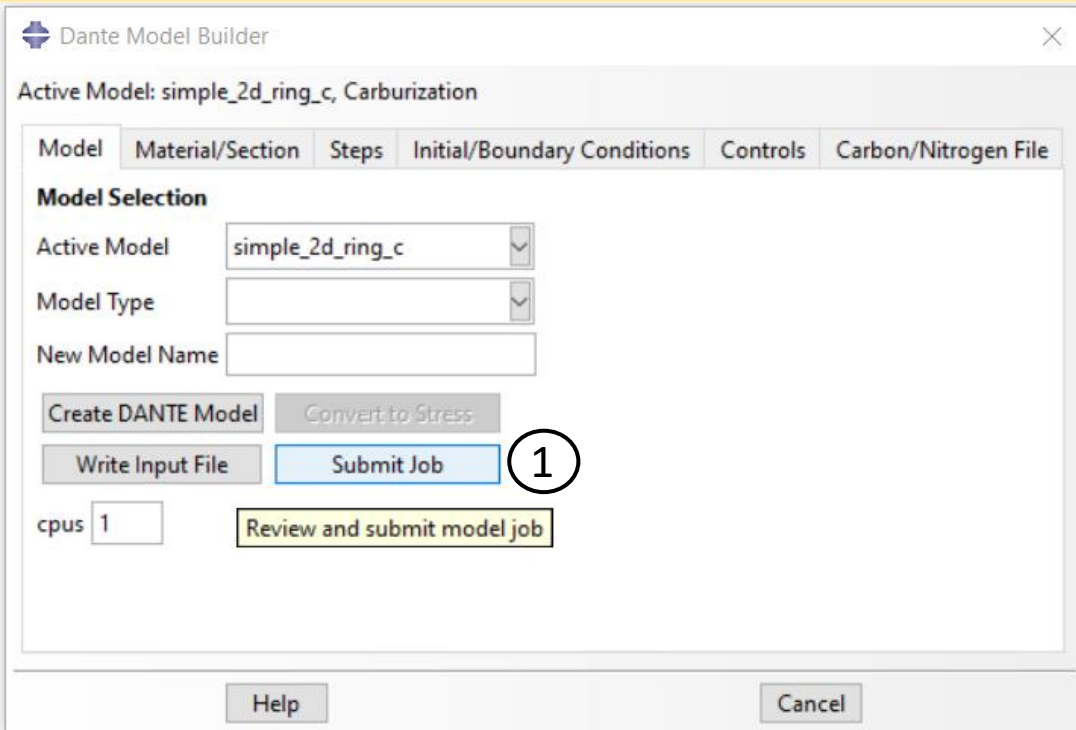 Dante Model Builder
Active Model: simple_2d_ring_c, Carburization
Model Material/Section Steps Initial/Boundary Conditions Controls Carbon/Nitrogen File
Model Selection
Active Model simple_2d_ring_c
Model Type
New Model Name
Create DANTE Model Convert to Stress
Write Input File Submit Job 1
cpus 1 Review and submit model job
Help Cancel